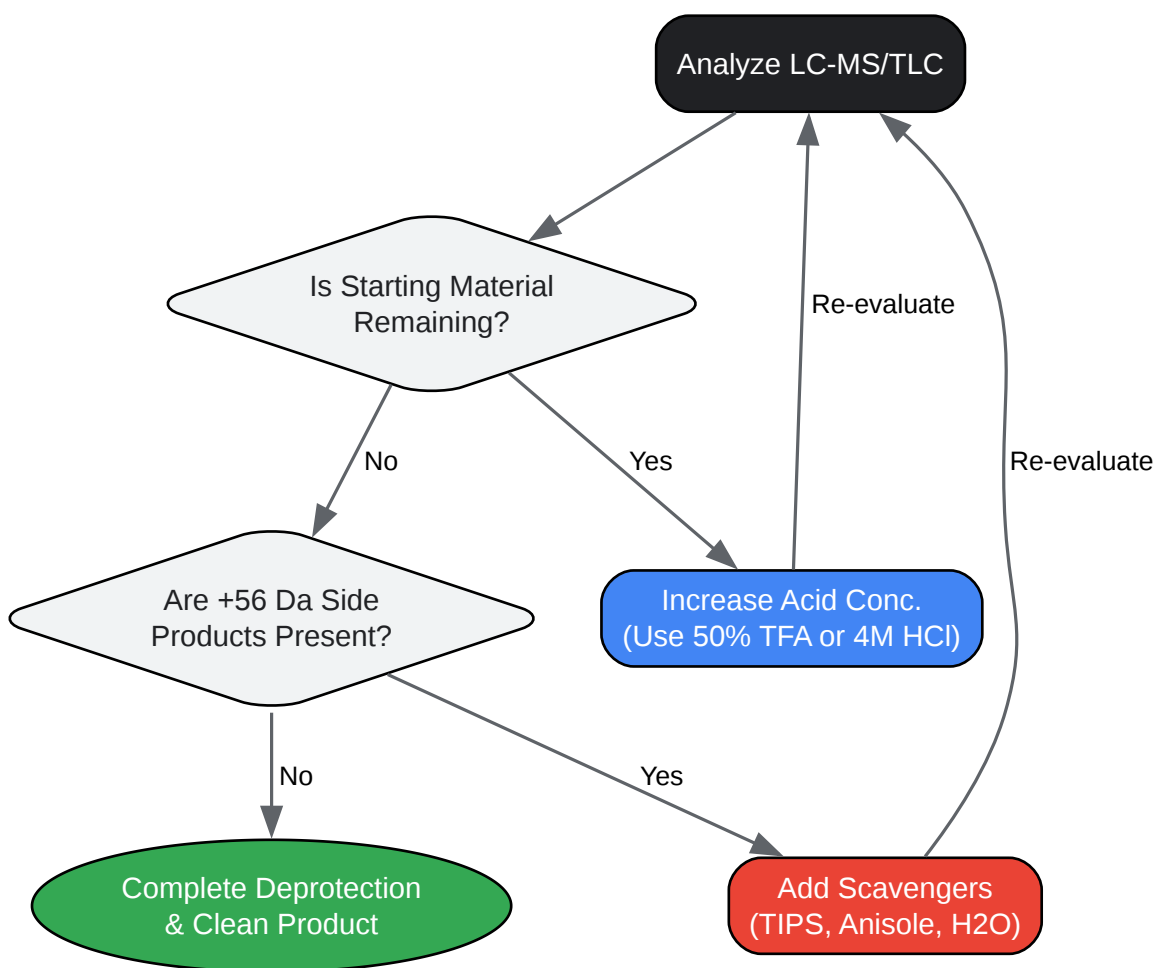 Analyze LC-MS/TLC
Is Starting Material
Remaining?
Re-evaluate
No
Yes
Re-evaluate
Are +56 Da Side
Products Present?
Increase Acid Conc.
(Use 50% TFA or 4M HCl)
No
Yes
Complete Deprotection
& Clean Product
Add Scavengers
(TIPS, Anisole, H2O)